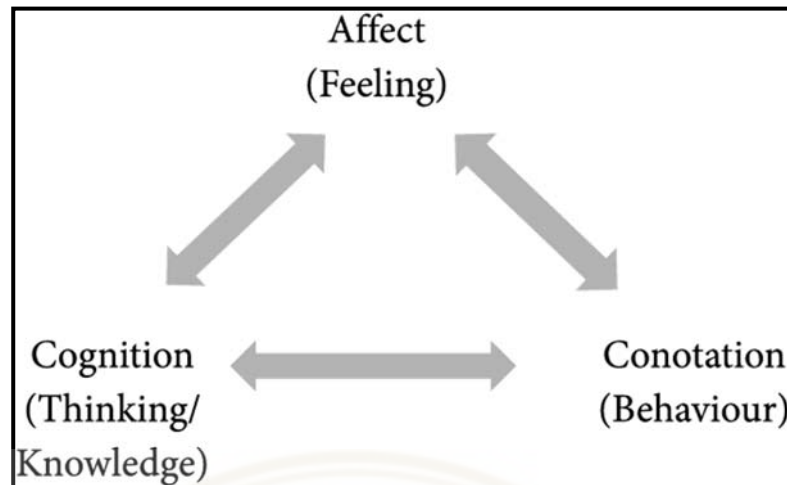 Affect
(Feeling)
Cognition
(Thinking/
Knowledge)
Conotation
(Behaviour)